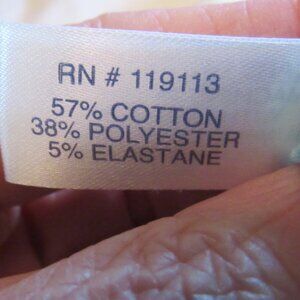 RN # 119113
57% COTTON
38% POLYESTER
5% ELASTANE